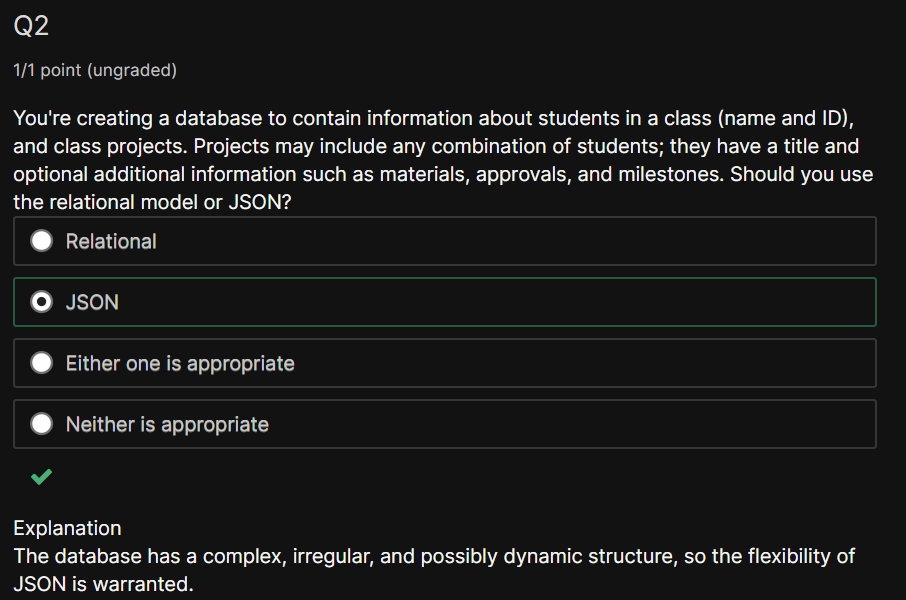 Q2
1/1 point (ungraded)
You're creating a database to contain information about students in a class (name and ID),
and class projects. Projects may include any combination of students; they have a title and
optional additional information such as materials, approvals, and milestones. Should you use
the relational model or JSON?
Relational
JSON
Either one is appropriate
Neither is appropriate
Explanation
The database has a complex, irregular, and possibly dynamic structure, so the flexibility of
JSON is warranted.